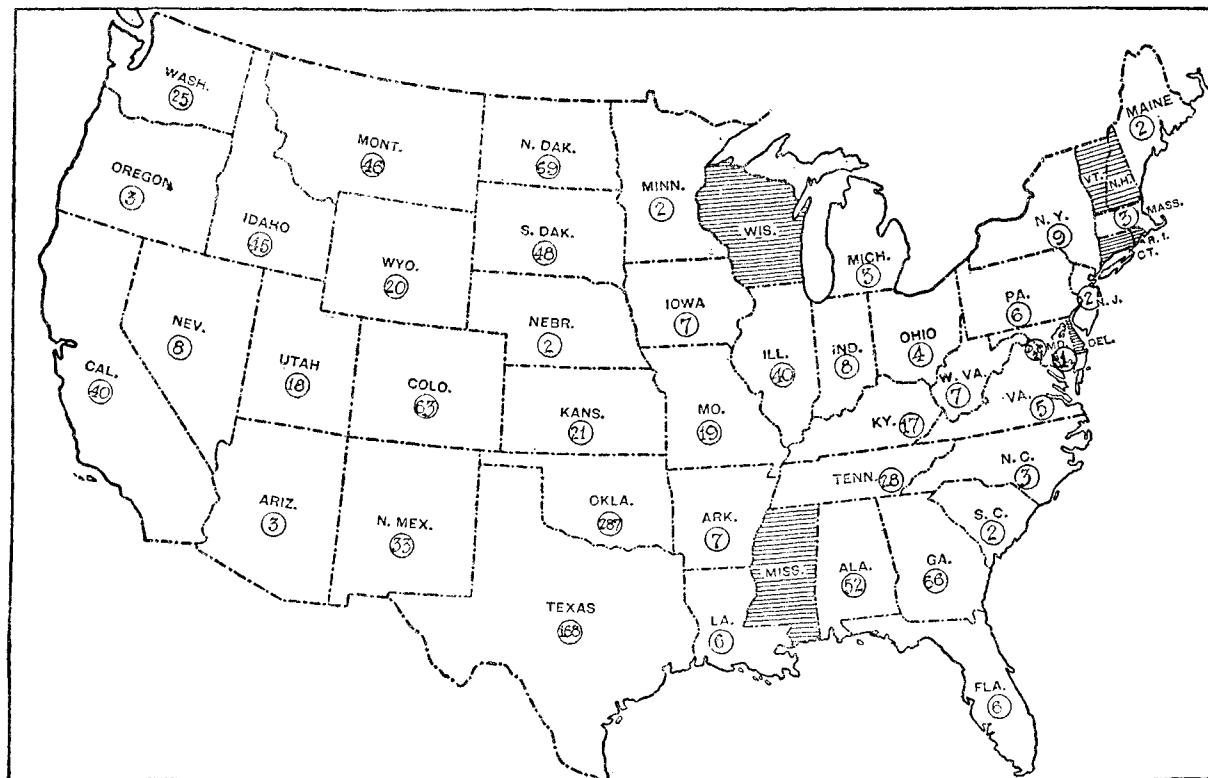 WASH.
25
OREGON
3
IDAHO
45
MONT.
46
N. DAK.
69
S. DAK.
48
WYO.
20
NEBR.
2
MINN.
2
WIS.
IOWA
7
MICH.
MAINE
2
VT.
N.H.
MASS.
3
R. I.
CT.
N. Y.
9
PA.
6
2
N. J.
DEL.
MD.
NEV.
8
UTAH
18
COLO.
63
CAL.
40
KANS.
21
MO.
19
ILL.
40
IND.
8
OHIO
4
W. VA.
7
VA.
5
KY.
17
TENN.
28
N. C.
3
S. C.
2
ARIZ.
3
N. MEX.
33
OKLA.
287
ARK.
7
MISS.
ALA.
52
GA.
TEXAS
168
LA.
6
FLA.
6